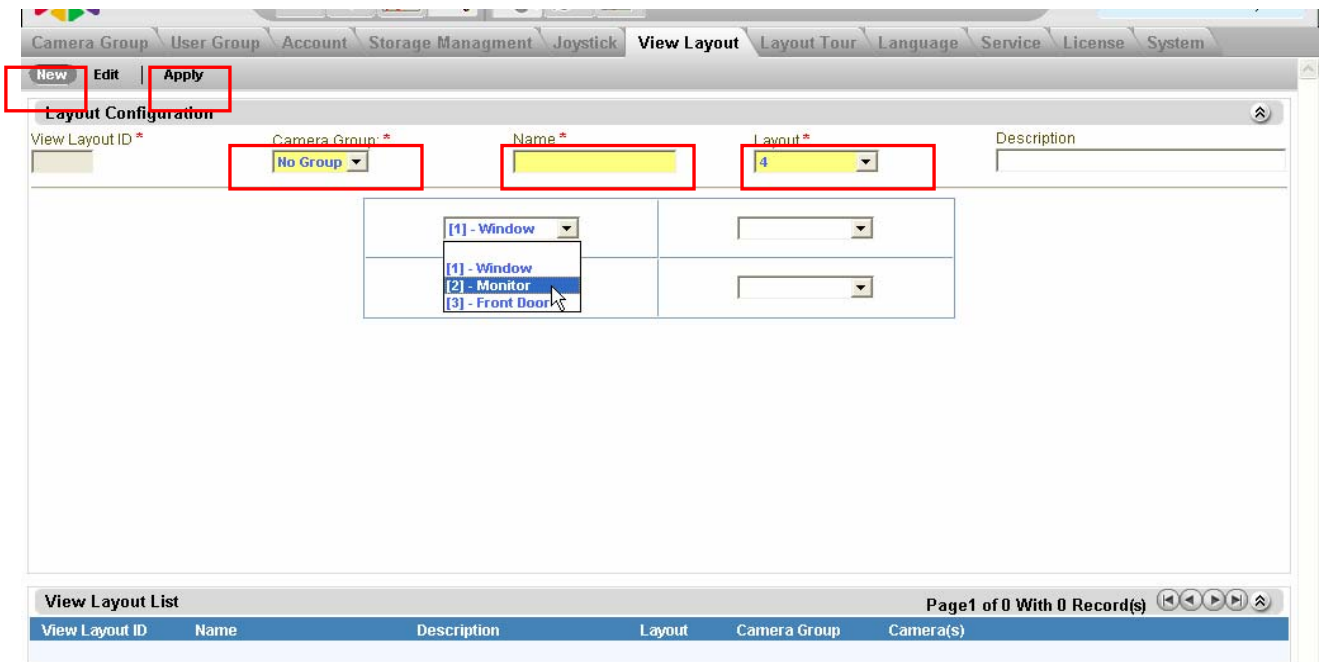 Camera Group User Group Account Storage Managment Joystick View Layout Layout Tour Language Service License System
New Edit | Apply
Layout Configuration
View Layout ID * Camera Group: * Name * Layout * Description
No Group 4
[1] - Window
[1] - Window
[2] - Monitor
[3] - Front Door
View Layout List Page1 of 0 With 0 Record(s)
View Layout ID Name Description Layout Camera Group Camera(s)